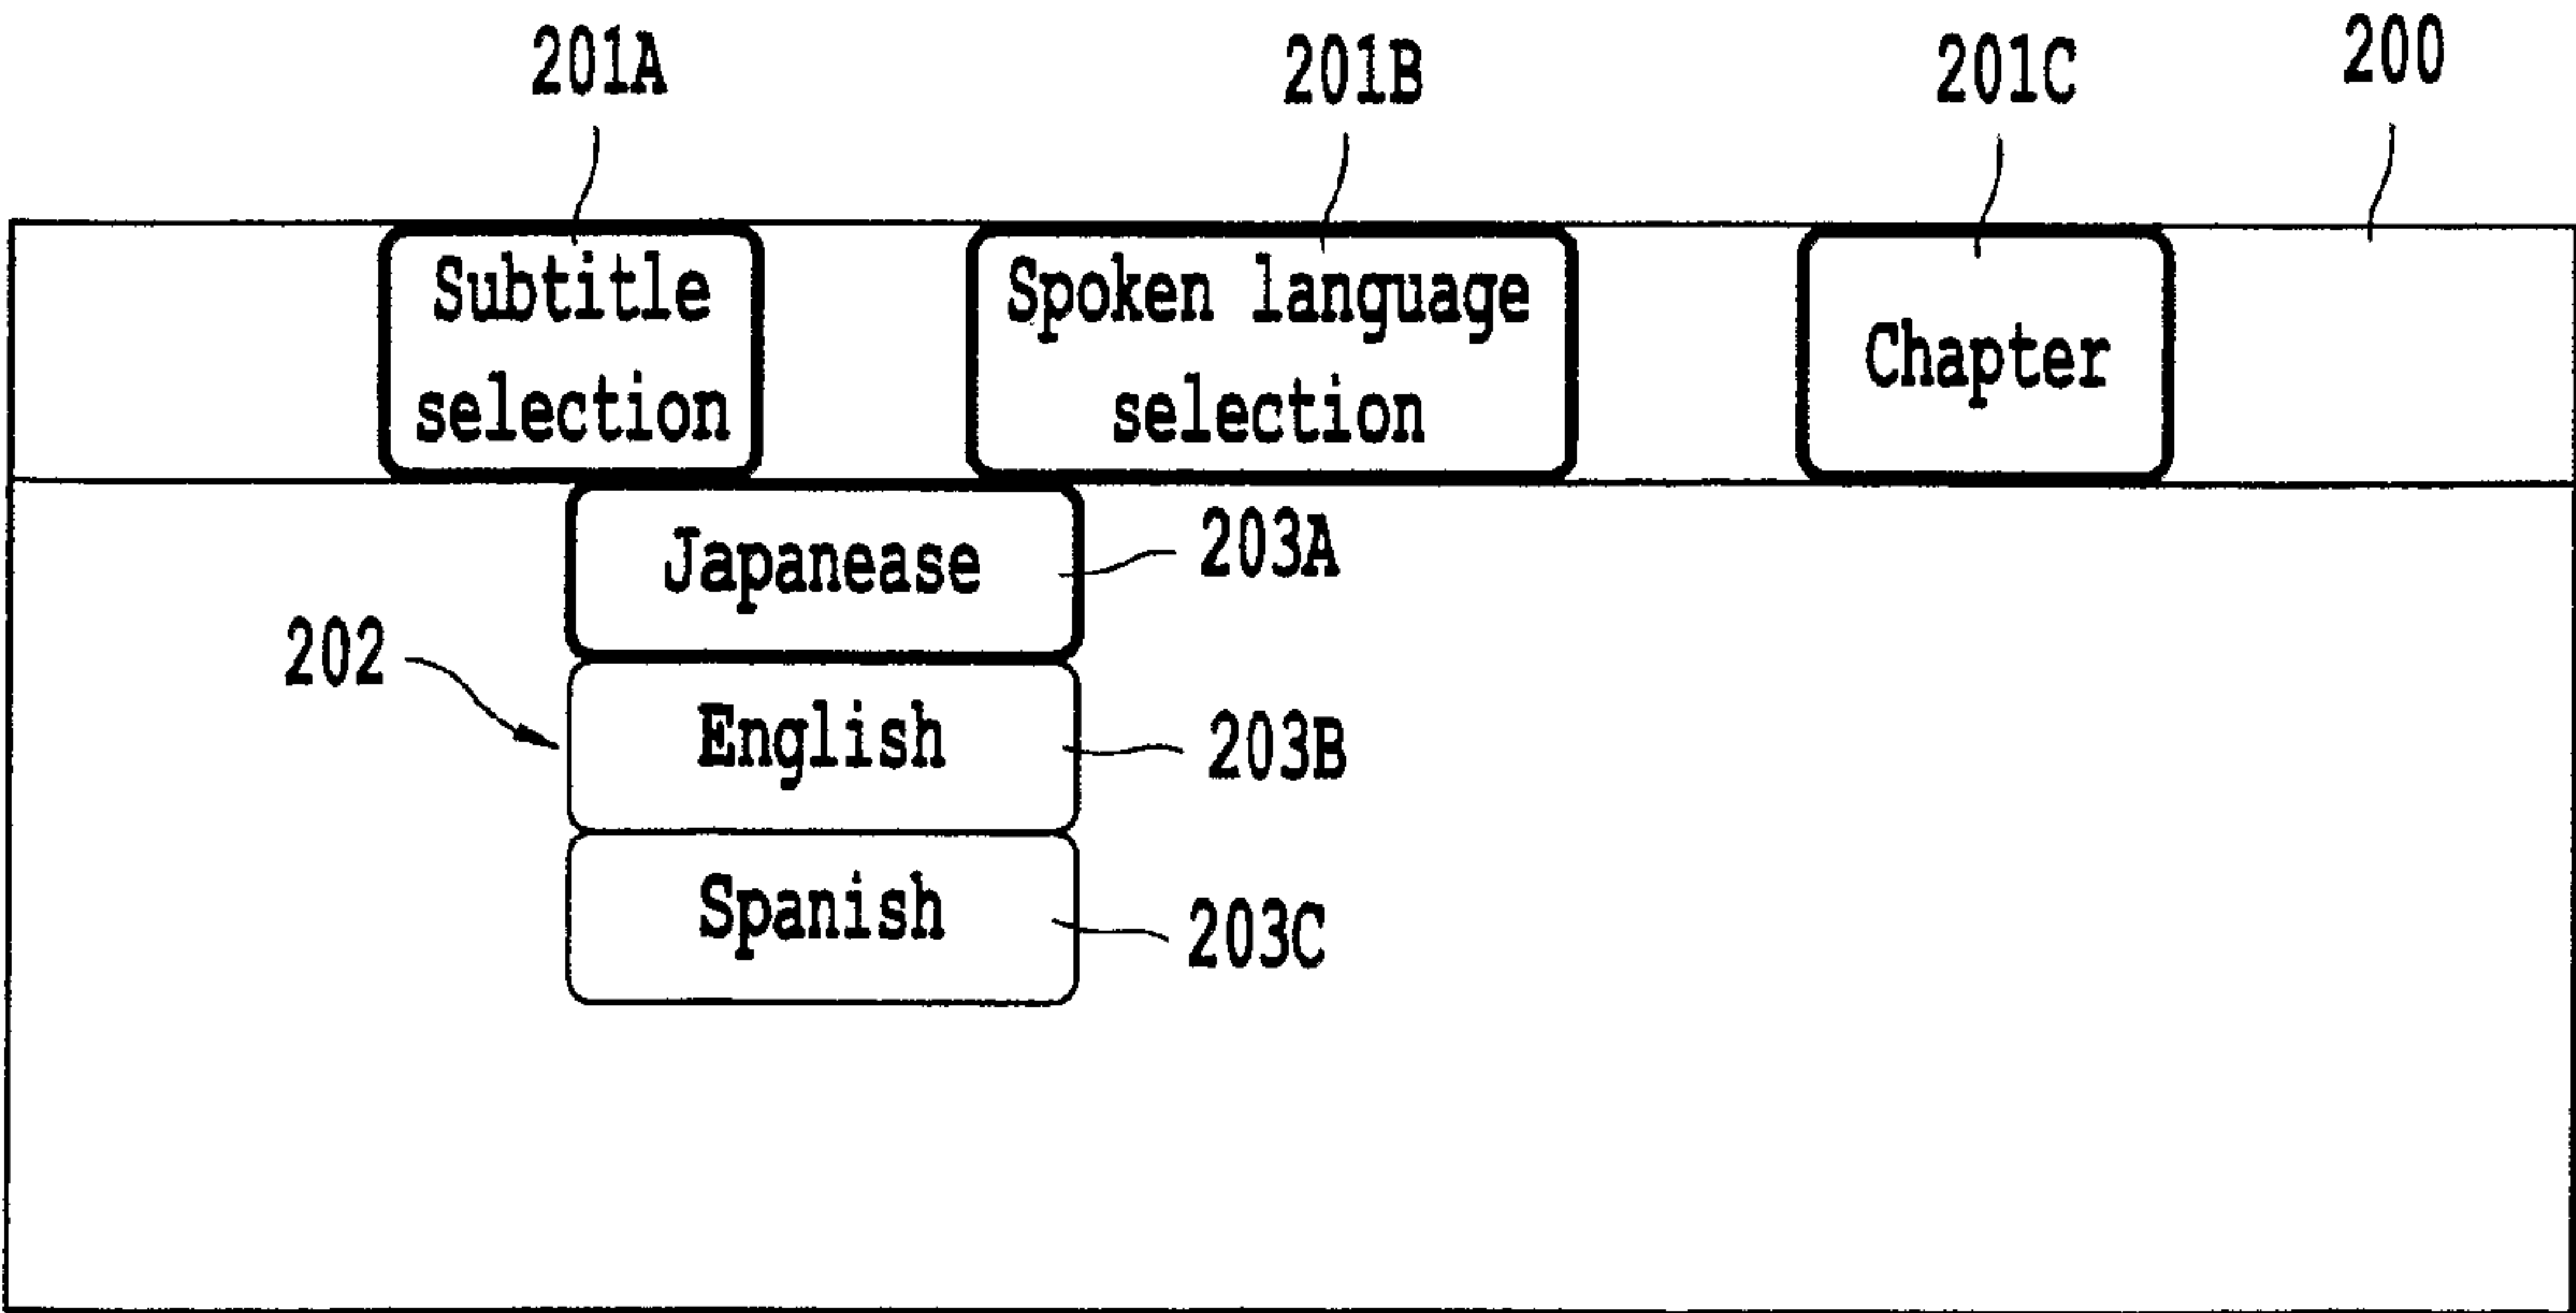 201A
201B
201C
200
Subtitle
selection
Spoken language
selection
Chapter
Japanease
203A
202
English
203B
Spanish
203C